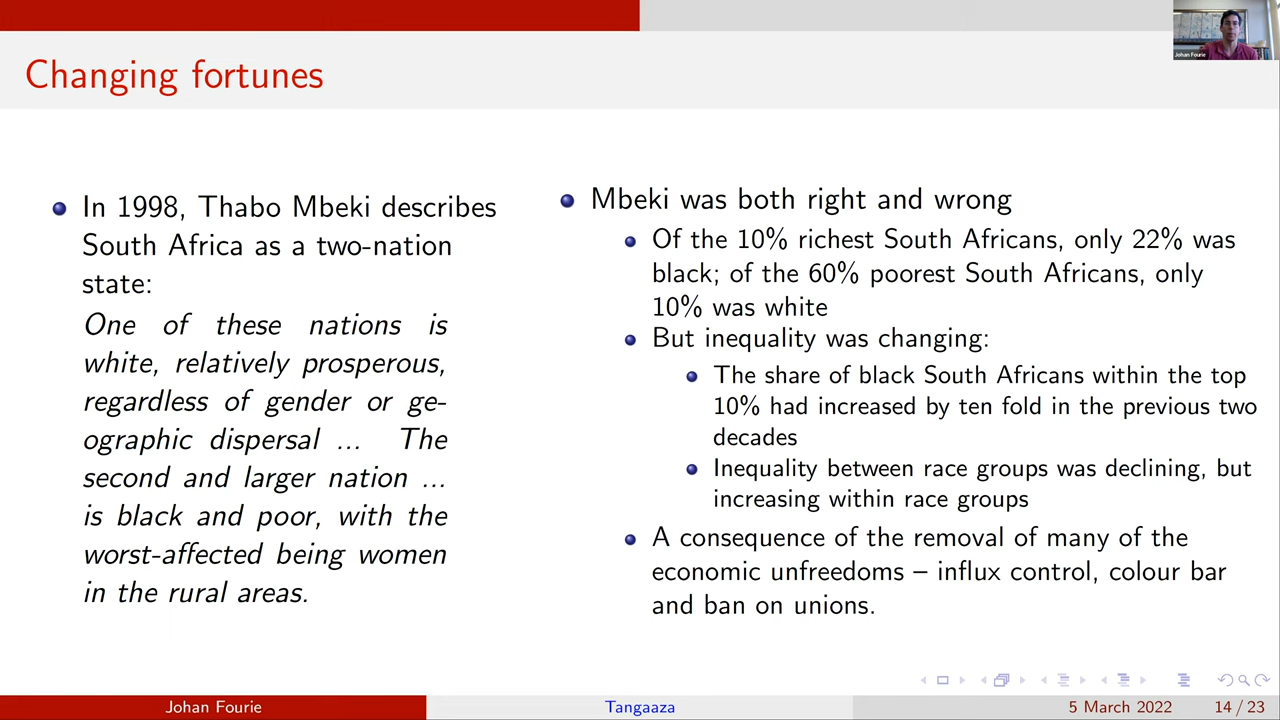 Johan Fourie
Changing fortunes
In 1998, Thabo Mbeki describes
South Africa as a two-nation
state:
One of these nations is
white, relatively prosperous,
regardless of gender or ge-
ographic dispersal ... The
second and larger nation ...
is black and poor, with the
worst-affected being women
in the rural areas.
Mbeki was both right and wrong
Of the 10% richest South Africans, only 22% was
black; of the 60% poorest South Africans, only
10% was white
But inequality was changing:
The share of black South Africans within the top
10% had increased by ten fold in the previous two
decades
Inequality between race groups was declining, but
increasing within race groups
A consequence of the removal of many of the
economic unfreedoms – influx control, colour bar
and ban on unions.
Johan Fourie
Tangaaza
5 March 2022
14 / 23